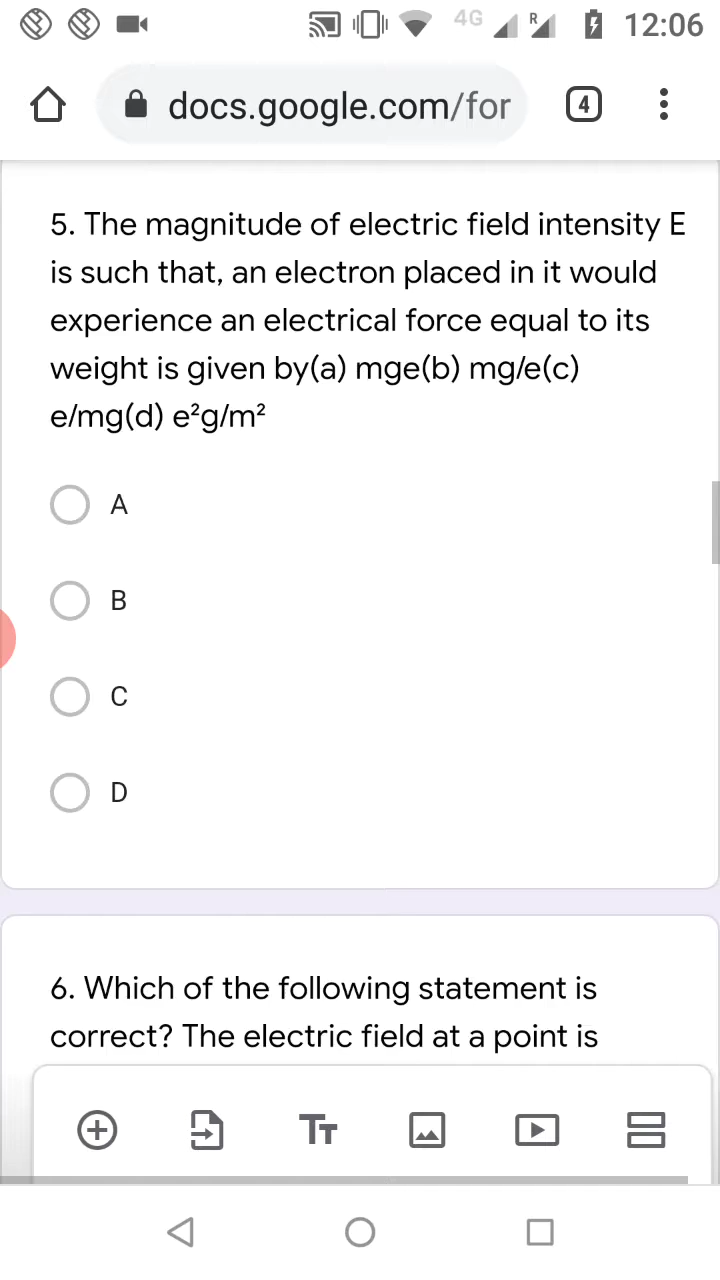 4G R 12:06
docs.google.com/for 4
5. The magnitude of electric field intensity E
is such that, an electron placed in it would
experience an electrical force equal to its
weight is given by(a) mge(b) mg/e(c)
e/mg(d) e²g/m²
A
B
C
D
6. Which of the following statement is
correct? The electric field at a point is
TT